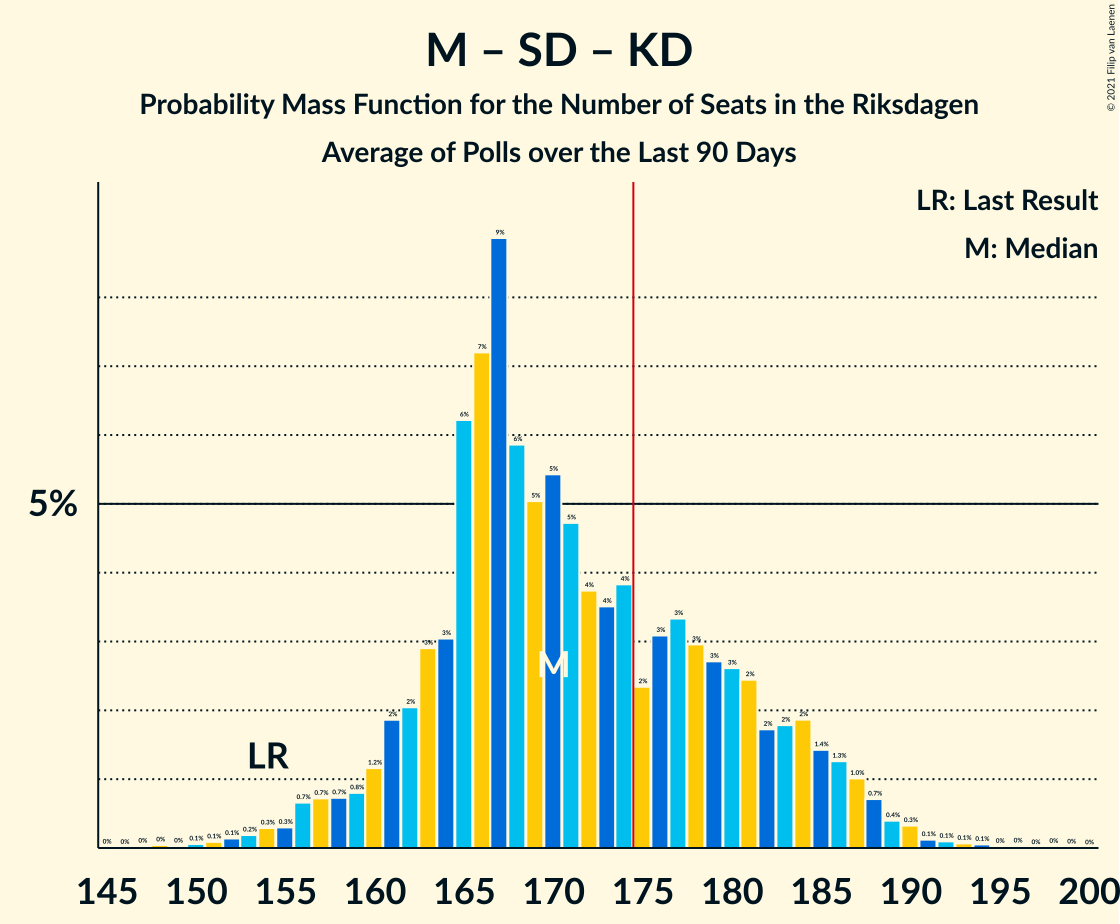 M – SD – KD
Probability Mass Function for the Number of Seats in the Riksdagen
Average of Polls over the Last 90 Days
© 2021 Filip van Laenen
LR: Last Result
M: Median
5%
LR
M
0% 0% 0% 0% 0% 0.1% 0.1% 0.1% 0.2% 0.3% 0.3% 0.7% 0.7% 0.7% 0.8% 1.2% 2% 2% 3% 3% 6% 7% 9% 6% 5% 5% 5% 4% 4% 4% 2% 3% 3% 3% 3% 3% 2% 2% 2% 2% 1.4% 1.3% 1.0% 0.7% 0.4% 0.3% 0.1% 0.1% 0.1% 0.1% 0% 0% 0% 0% 0% 0%
145 150 155 160 165 170 175 180 185 190 195 200